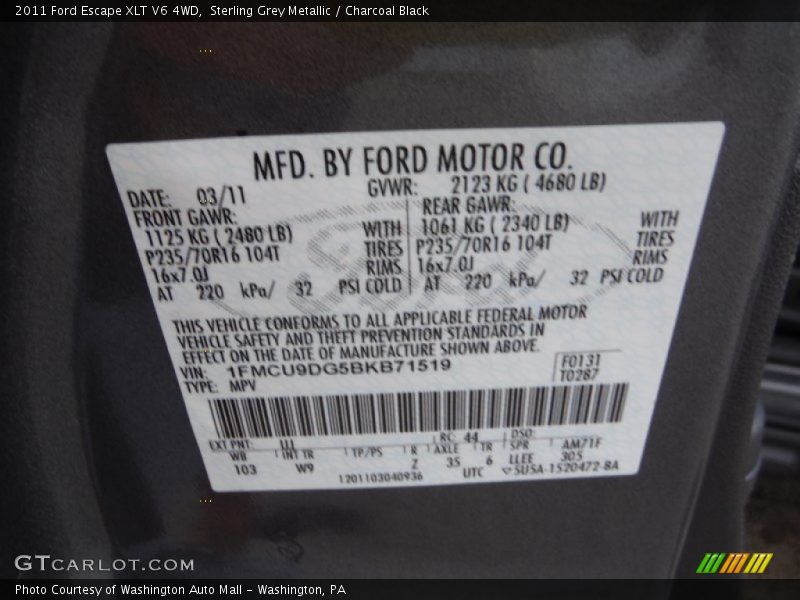 2011 Ford Escape XLT V6 4WD,  Sterling Grey Metallic / Charcoal Black
MFD. BY FORD MOTOR CO.
DATE: 03/11 GVWR: 2123 KG ( 4680 LB)
FRONT GAWR: REAR GAWR:
1125 KG ( 2480 LB) WITH 1061 KG ( 2340 LB) WITH
P235/70R16 104T TIRES P235/70R16 104T TIRES
16x7.0J RIMS 16x7.0J RIMS
AT 220 kPa/ 32 PSI COLD AT 220 kPa/ 32 PSI COLD
THIS VEHICLE CONFORMS TO ALL APPLICABLE FEDERAL MOTOR
VEHICLE SAFETY AND THEFT PREVENTION STANDARDS IN
EFFECT ON THE DATE OF MANUFACTURE SHOWN ABOVE.
VIN: 1FMCU9DG5BKB71519 F0131
TYPE: MPV T0287
EXT PNT: UJ RC: 44 DSO:
WB INT TR TP/PS R AXLE TR SPR AM71F
103 W9 Z 35 6 LLEE 305
1201103040936 UTC 5U5A-1520472-BA
GTCARLOT.COM
Photo Courtesy of Washington Auto Mall - Washington, PA